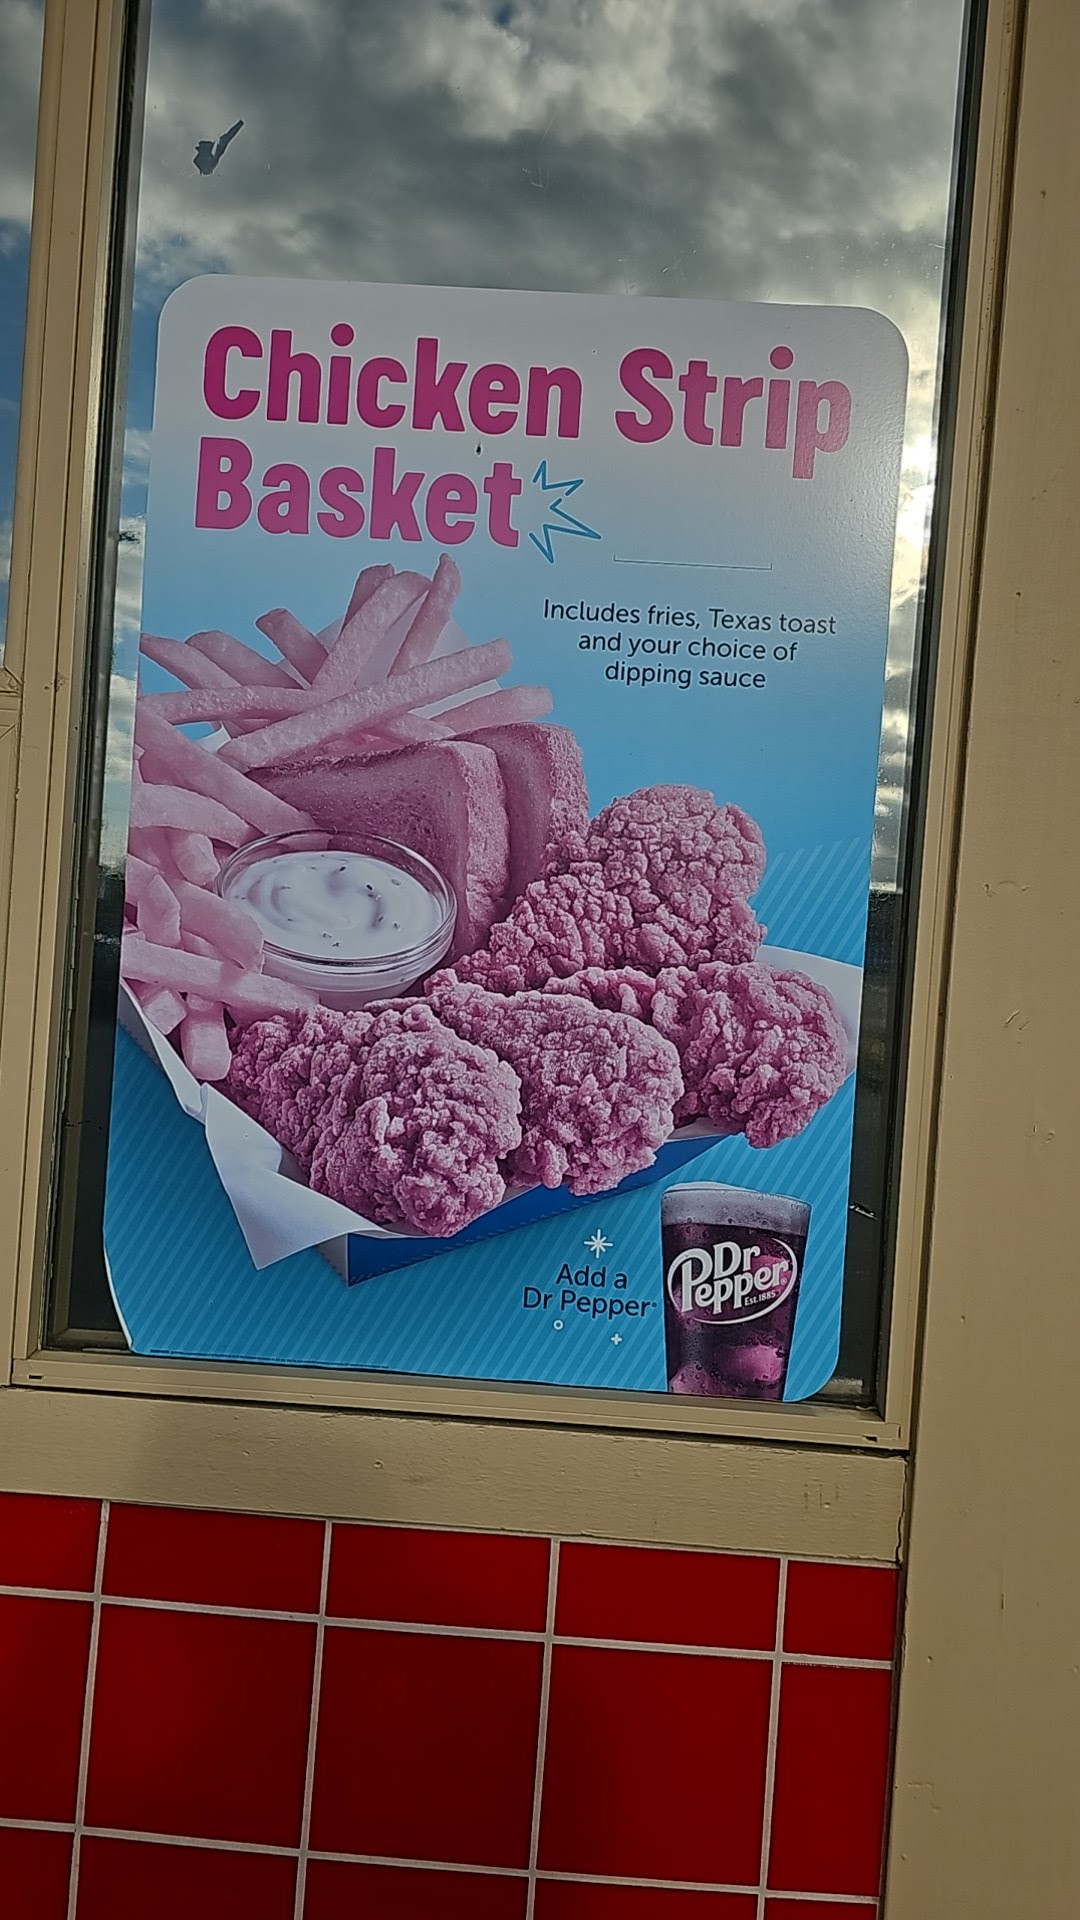 Chicken Strip
Basket
Includes fries, Texas toast
and your choice of
dipping sauce
Add a
Dr Pepper®
Dr
Pepper
Est.1885